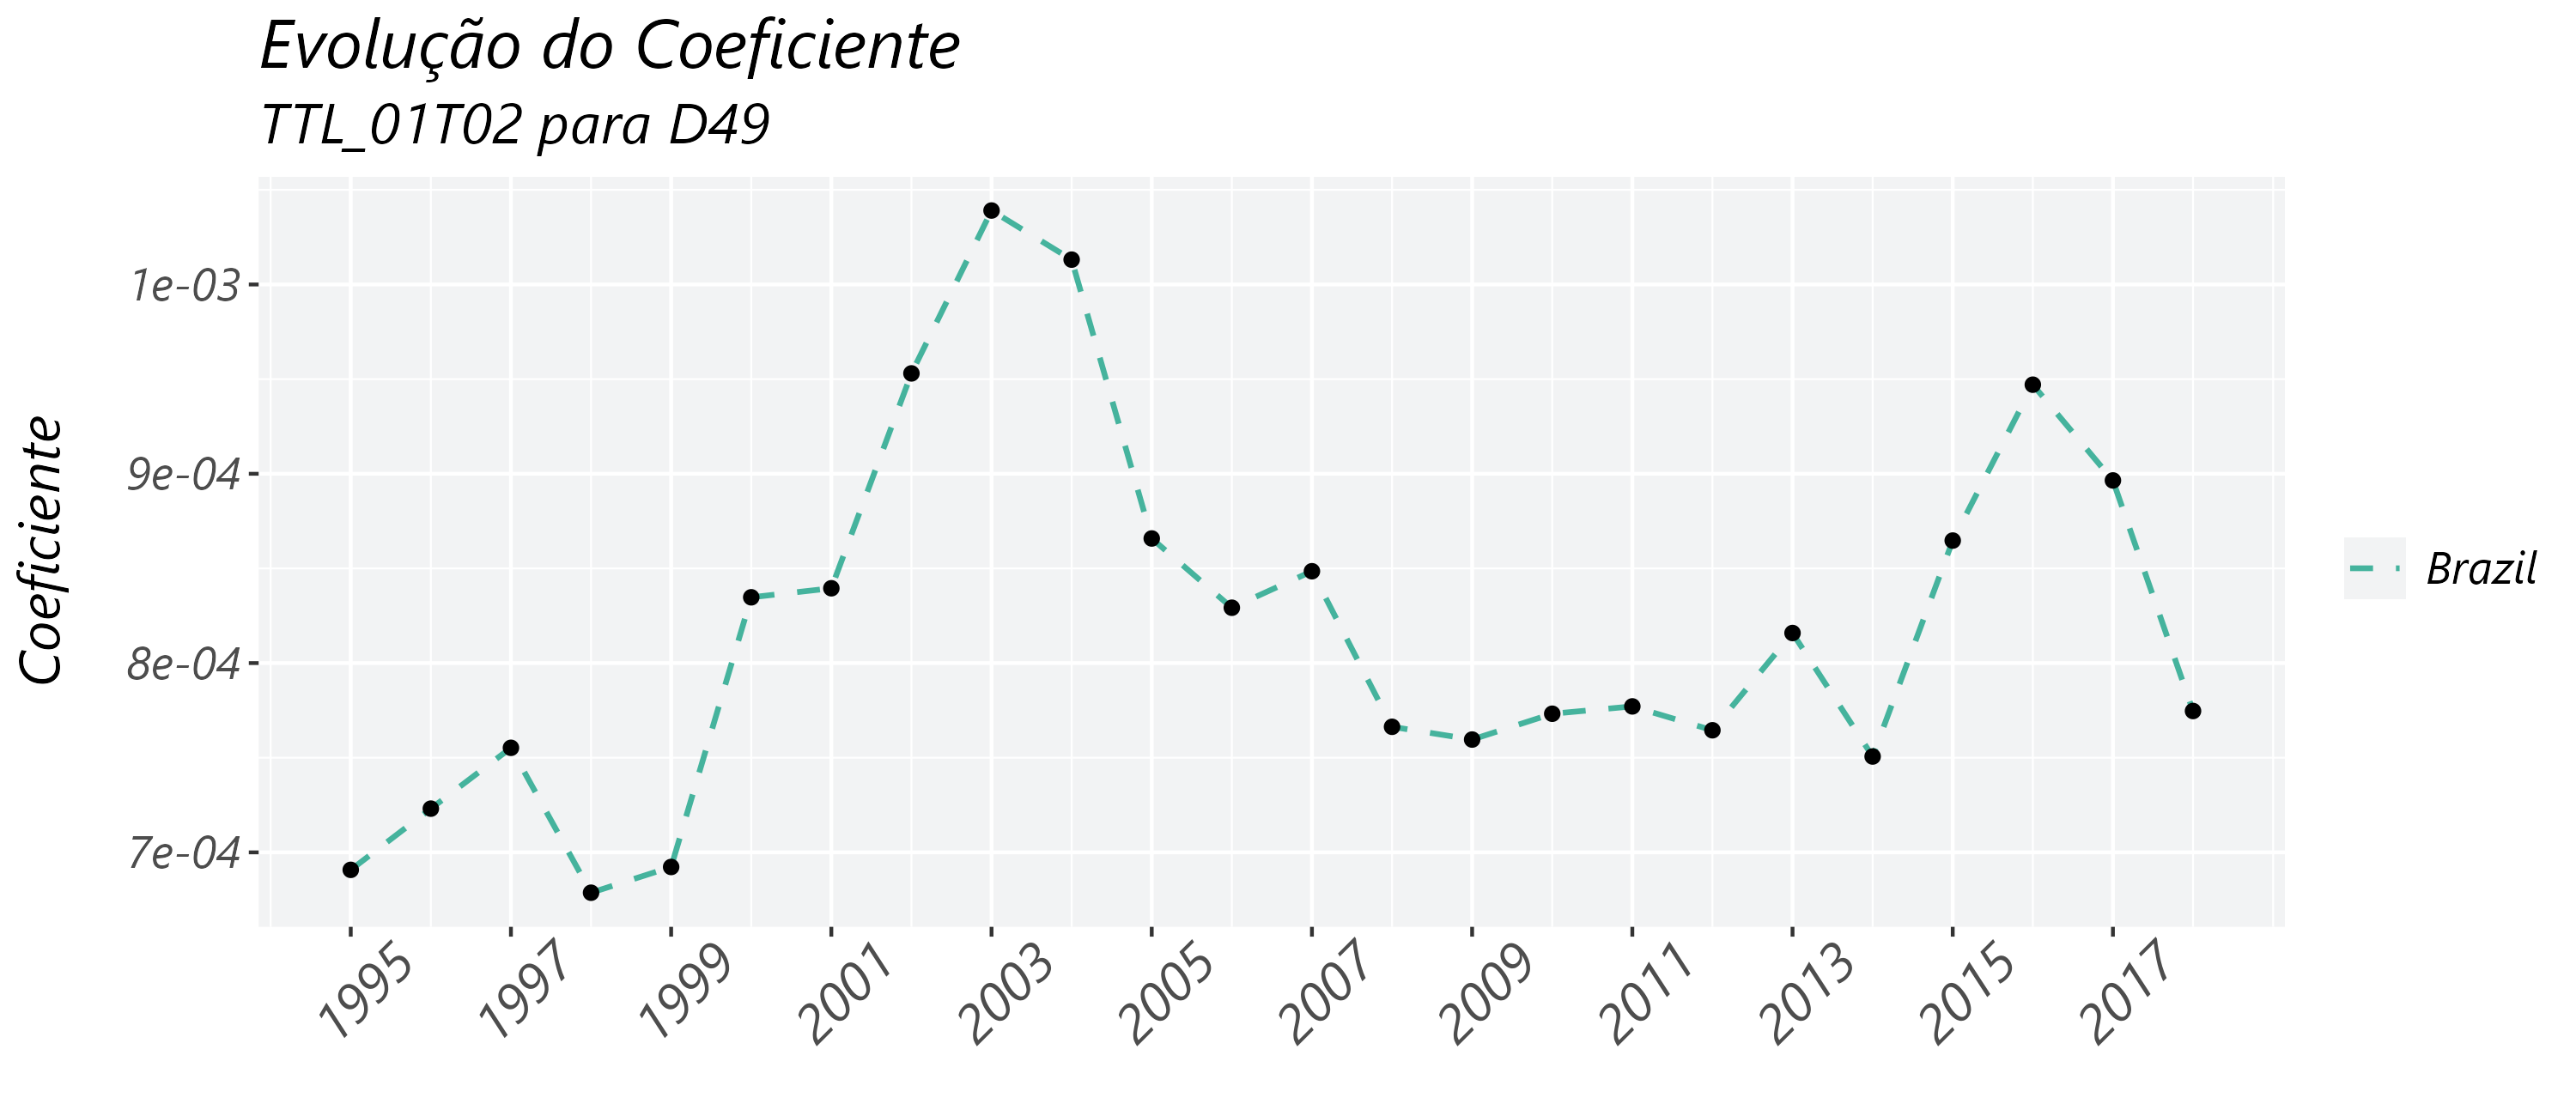 Evolução do Coeficiente
TTL_01T02 para D49
Coeficiente
1e-03
9e-04
8e-04
7e-04
1995
1997
1999
2001
2003
2005
2007
2009
2011
2013
2015
2017
Brazil